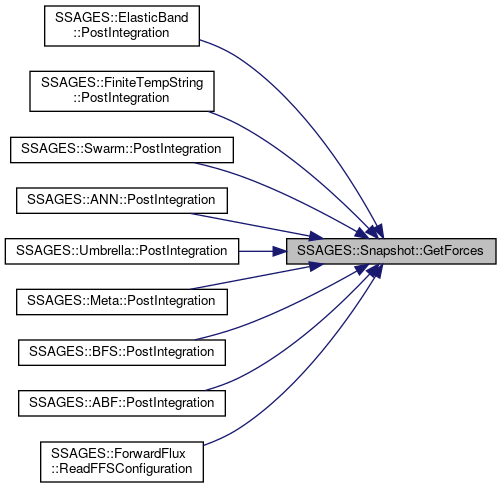 SSAGES::ElasticBand
::PostIntegration
SSAGES::FiniteTempString
::PostIntegration
SSAGES::Swarm::PostIntegration
SSAGES::ANN::PostIntegration
SSAGES::Umbrella::PostIntegration
SSAGES::Snapshot::GetForces
SSAGES::Meta::PostIntegration
SSAGES::BFS::PostIntegration
SSAGES::ABF::PostIntegration
SSAGES::ForwardFlux
::ReadFFSConfiguration